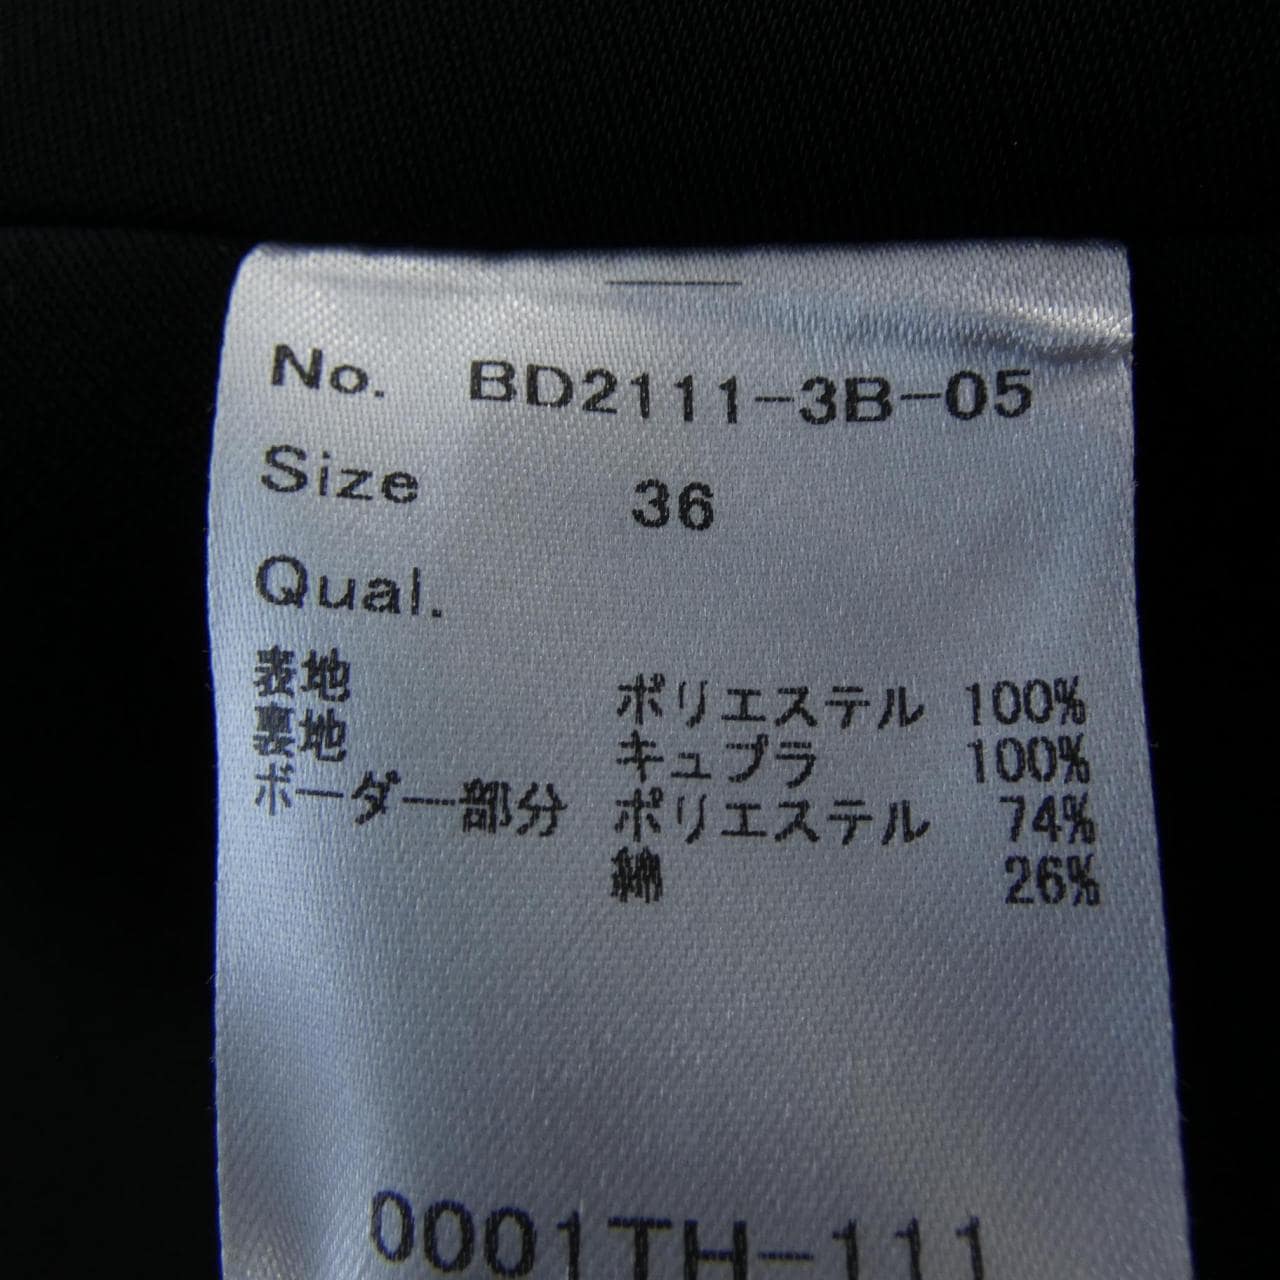 No. BD2111-3B-05
Size 36
Qual.
表地 ポリエステル 100%
裏地 キュプラ 100%
ボーダー部分 ポリエステル 74%
綿 26%
0001TH-111